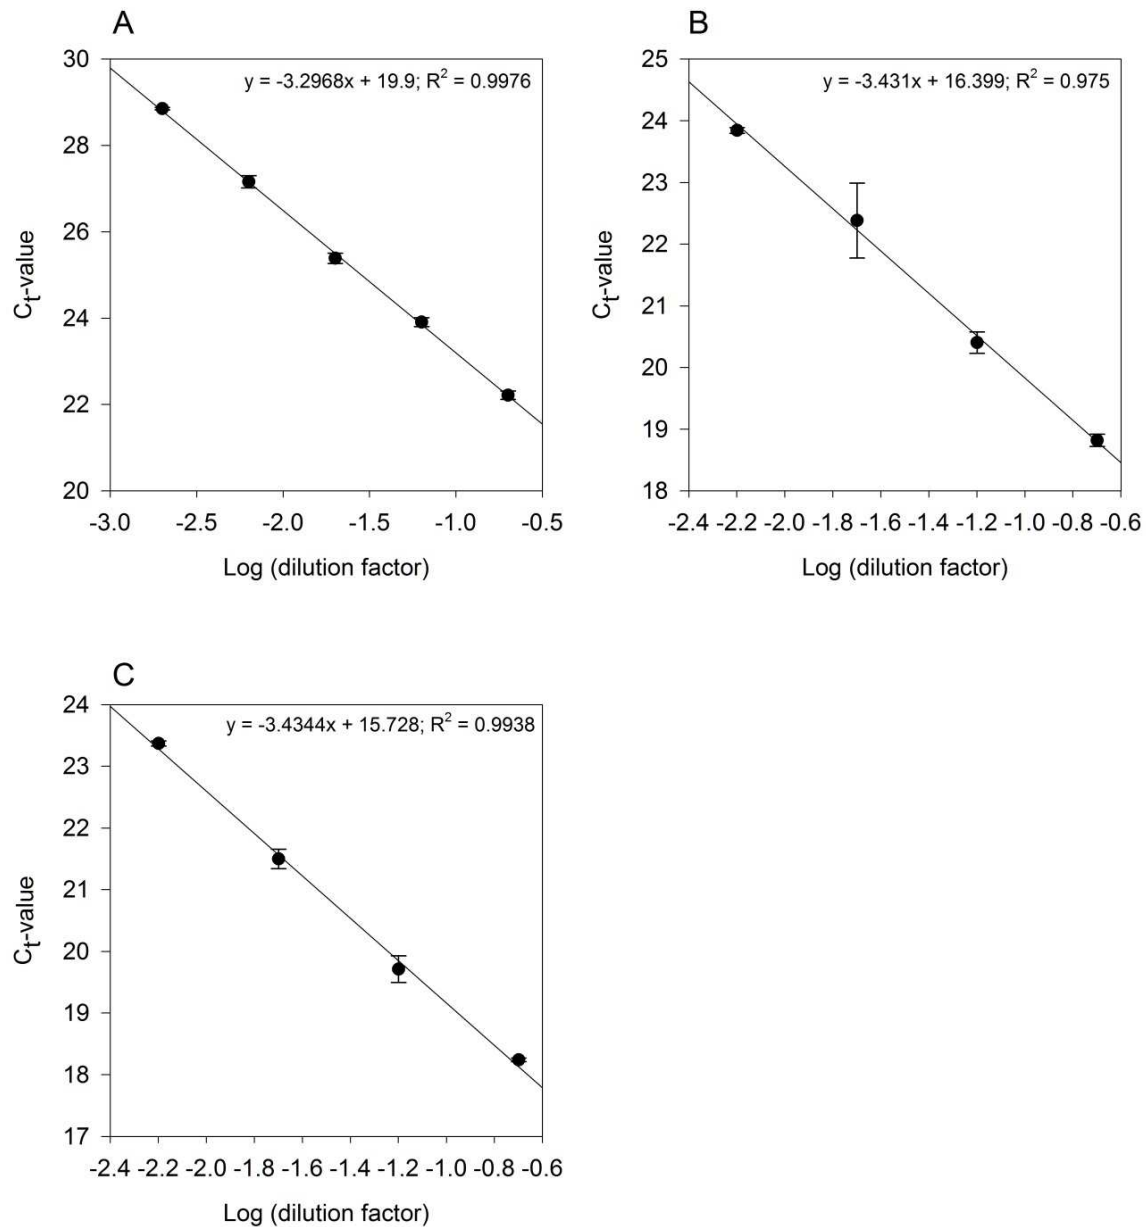 A
y = -3.2968x + 19.9; R² = 0.9976
30
28
26
24
22
20
Cₜ-value
-3.0 -2.5 -2.0 -1.5 -1.0 -0.5
Log (dilution factor)
B
y = -3.431x + 16.399; R² = 0.975
25
24
23
22
21
20
19
18
Cₜ-value
-2.4 -2.2 -2.0 -1.8 -1.6 -1.4 -1.2 -1.0 -0.8 -0.6
Log (dilution factor)
C
y = -3.4344x + 15.728; R² = 0.9938
24
23
22
21
20
19
18
17
Cₜ-value
-2.4 -2.2 -2.0 -1.8 -1.6 -1.4 -1.2 -1.0 -0.8 -0.6
Log (dilution factor)